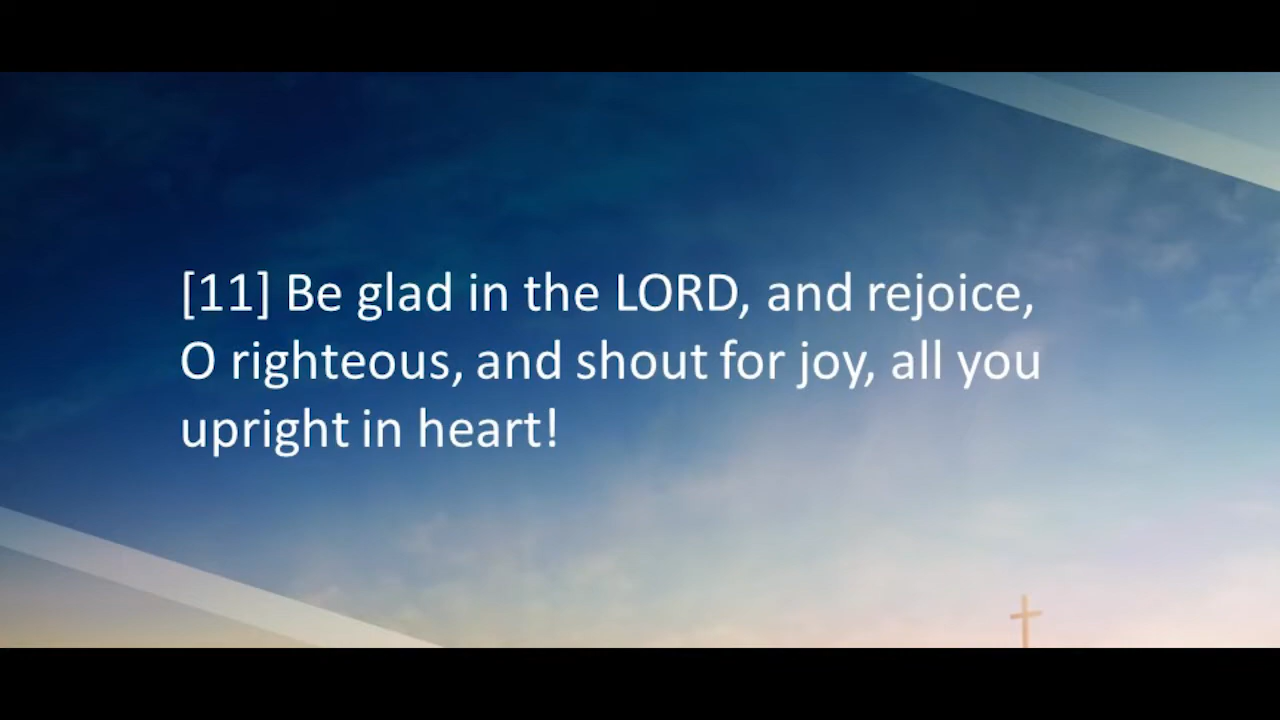 [11] Be glad in the LORD, and rejoice,
O righteous, and shout for joy, all you
upright in heart!